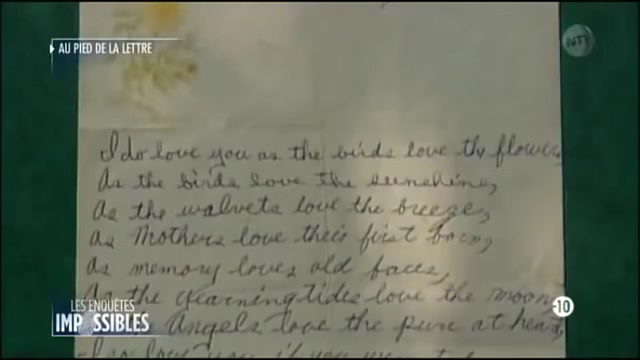 AU PIED DE LA LETTRE
NT1
I do love you as the birds love the flowers
As the birds love the sunshine,
As the walvets love the breeze,
As Mothers love their first born,
As memory loves old faces,
As the yearning tides love the moon,
Angels love the pure at heart,
LES ENQUÊTES
IMPOSSIBLES
-10